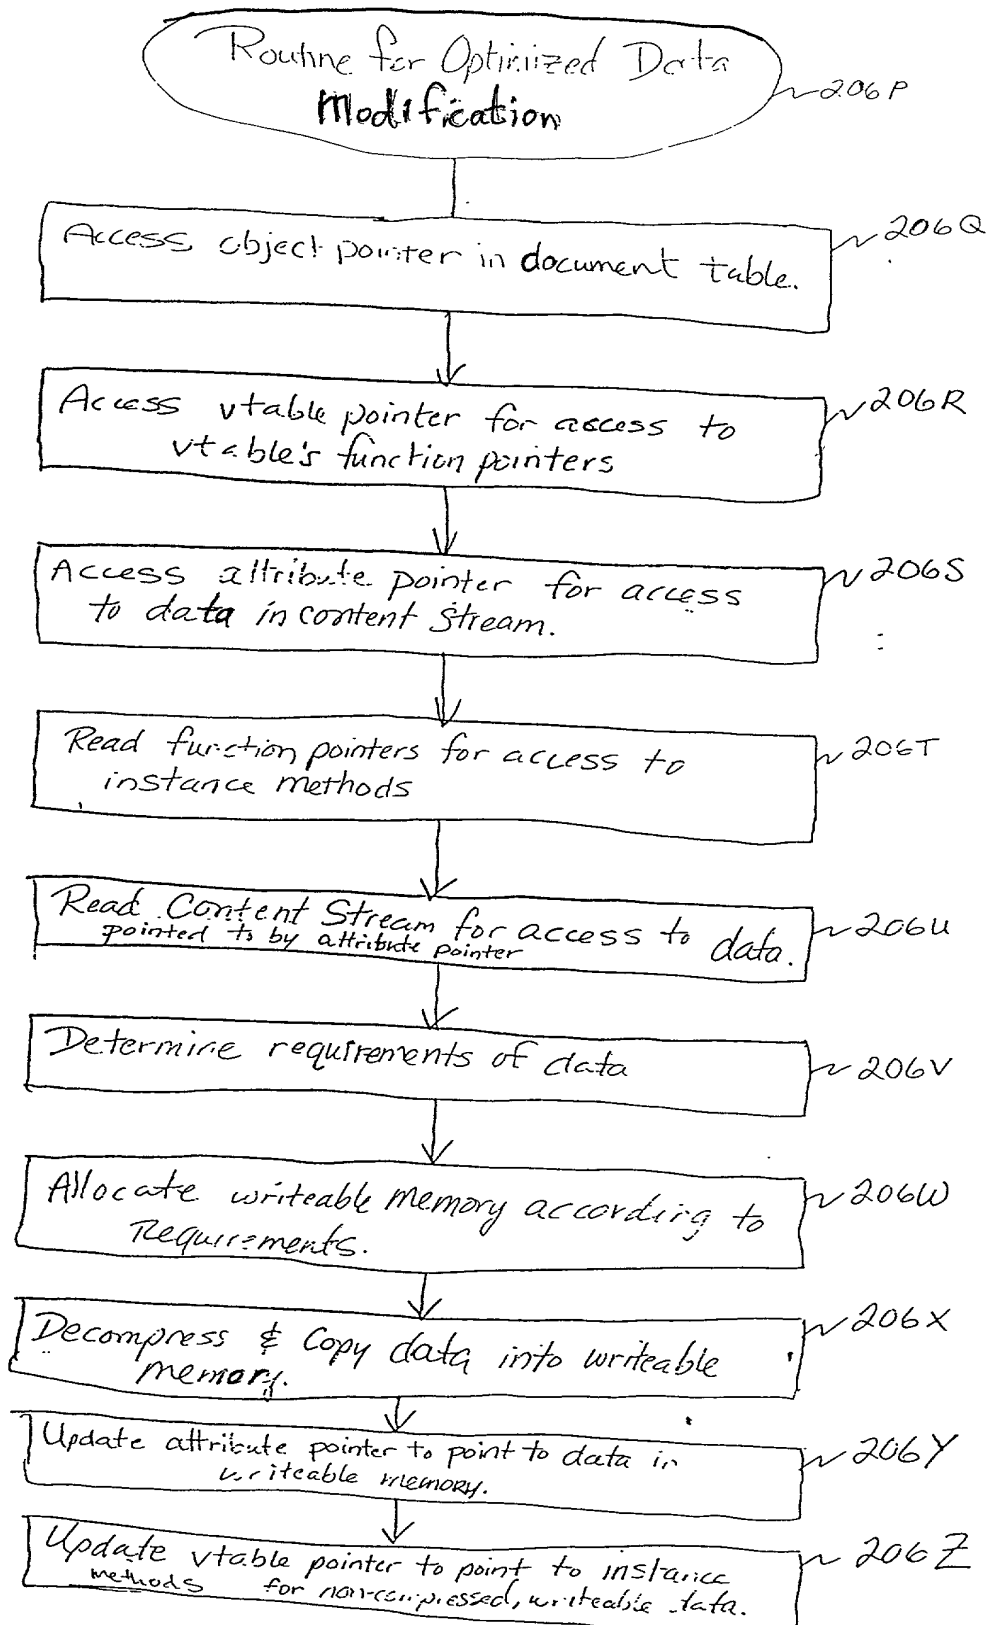 Routine for Optimized Data
Modification
206P
Access object pointer in document table.
206Q
Access vtable pointer for access to
vtable's function pointers
206R
Access attribute pointer for access
to data in content stream.
206S
Read function pointers for access to
instance methods
206T
Read Content Stream for access to data.
pointed to by attribute pointer
206U
Determine requirements of data
206V
Allocate writeable memory according to
Requirements.
206W
Decompress & Copy data into writeable
memory.
206X
Update attribute pointer to point to data in
writeable memory.
206Y
Update vtable pointer to point to instance
methods for non-compressed, writeable data.
206Z